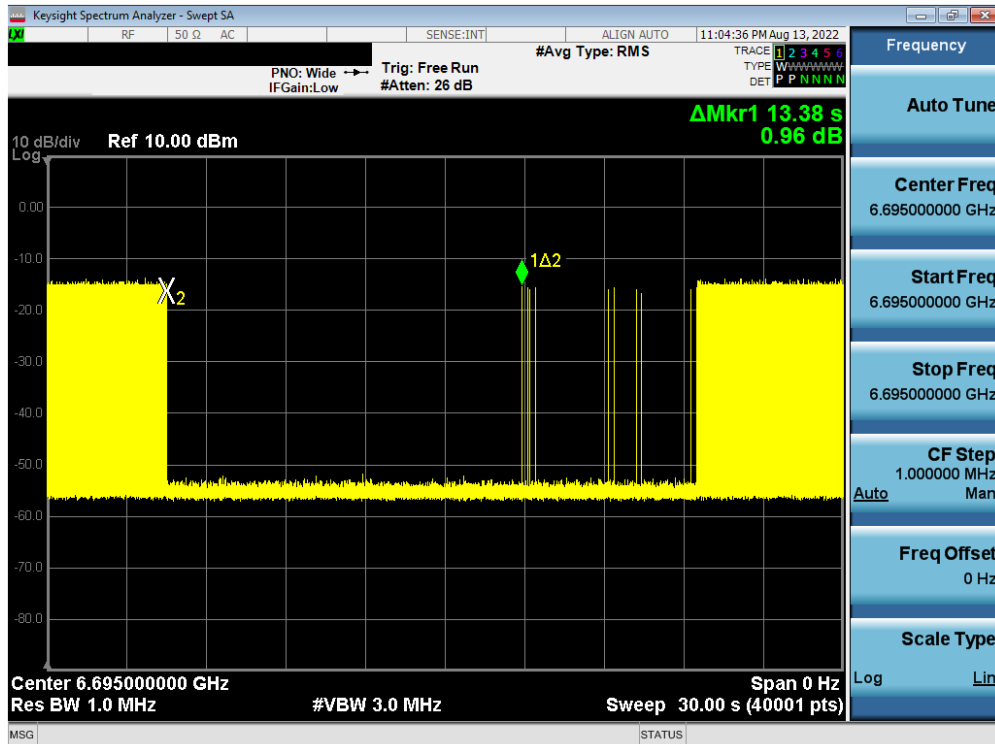 Keysight Spectrum Analyzer - Swept SA
LXI RF 50 Ω AC SENSE:INT ALIGN AUTO 11:04:36 PM Aug 13, 2022
#Avg Type: RMS TRACE 1 2 3 4 5 6
PNO: Wide Trig: Free Run TYPE WWWWWW
IFGain:Low #Atten: 26 dB DET P P N N N N
ΔMkr1 13.38 s
0.96 dB
10 dB/div Ref 10.00 dBm
Log
0.00
-10.0
-20.0
-30.0
-40.0
-50.0
-60.0
-70.0
-80.0
1Δ2
X2
Center 6.695000000 GHz Span 0 Hz
Res BW 1.0 MHz #VBW 3.0 MHz Sweep 30.00 s (40001 pts)
MSG STATUS
Frequency
Auto Tune
Center Freq
6.695000000 GHz
Start Freq
6.695000000 GHz
Stop Freq
6.695000000 GHz
CF Step
1.000000 MHz
Auto Man
Freq Offset
0 Hz
Scale Type
Log Lin